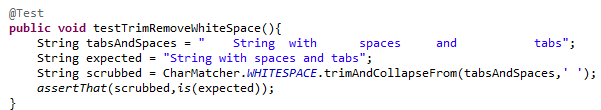 @Test
public void testTrimRemoveWhiteSpace(){
    String tabsAndSpaces = "    String  with       spaces      and           tabs";
    String expected = "String with spaces and tabs";
    String scrubbed = CharMatcher.WHITESPACE.trimAndCollapseFrom(tabsAndSpaces,' ');
    assertThat(scrubbed,is(expected));
}